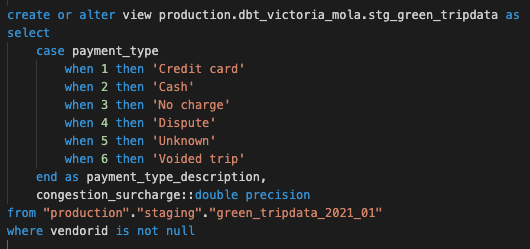 create or alter view production.dbt_victoria_mola.stg_green_tripdata as
select
    case payment_type
        when 1 then 'Credit card'
        when 2 then 'Cash'
        when 3 then 'No charge'
        when 4 then 'Dispute'
        when 5 then 'Unknown'
        when 6 then 'Voided trip'
    end as payment_type_description,
    congestion_surcharge::double precision
from "production"."staging"."green_tripdata_2021_01"
where vendorid is not null